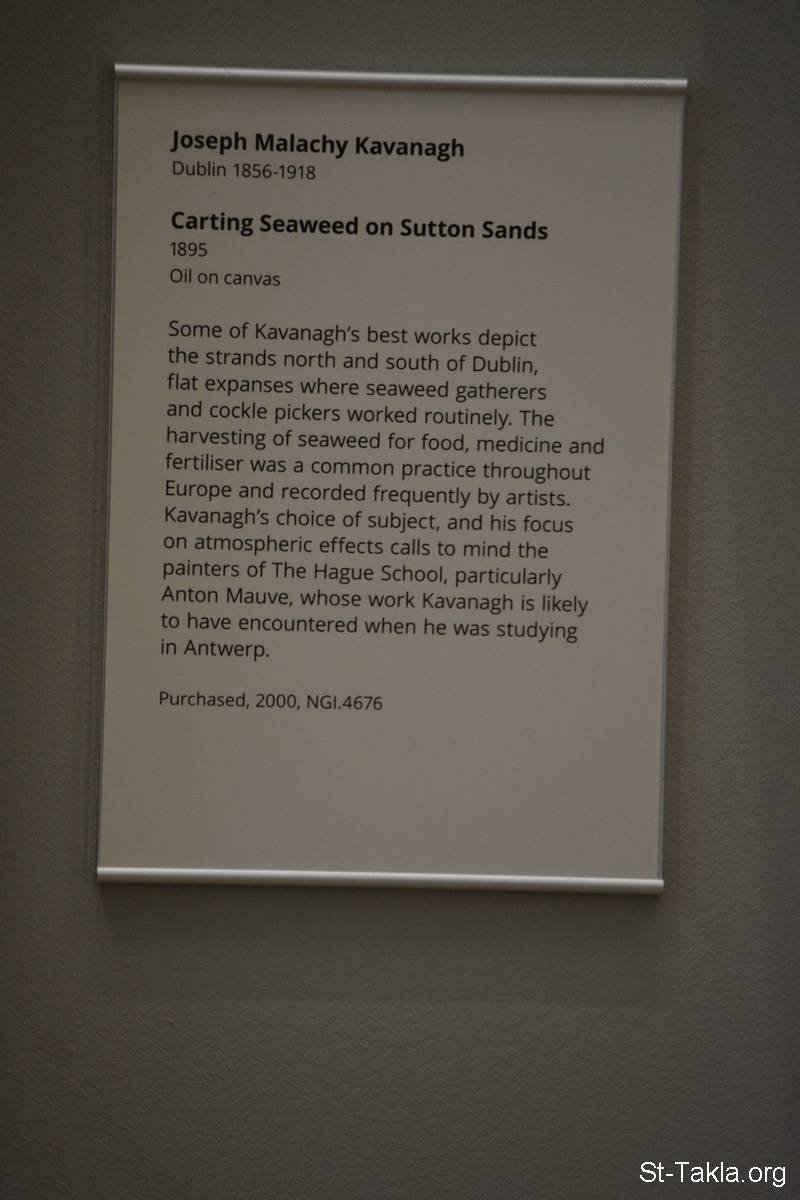 Joseph Malachy Kavanagh
Dublin 1856-1918
Carting Seaweed on Sutton Sands
1895
Oil on canvas
Some of Kavanagh's best works depict
the strands north and south of Dublin,
flat expanses where seaweed gatherers
and cockle pickers worked routinely. The
harvesting of seaweed for food, medicine and
fertiliser was a common practice throughout
Europe and recorded frequently by artists.
Kavanagh's choice of subject, and his focus
on atmospheric effects calls to mind the
painters of The Hague School, particularly
Anton Mauve, whose work Kavanagh is likely
to have encountered when he was studying
in Antwerp.
Purchased, 2000, NGI.4676
St-Takla.org